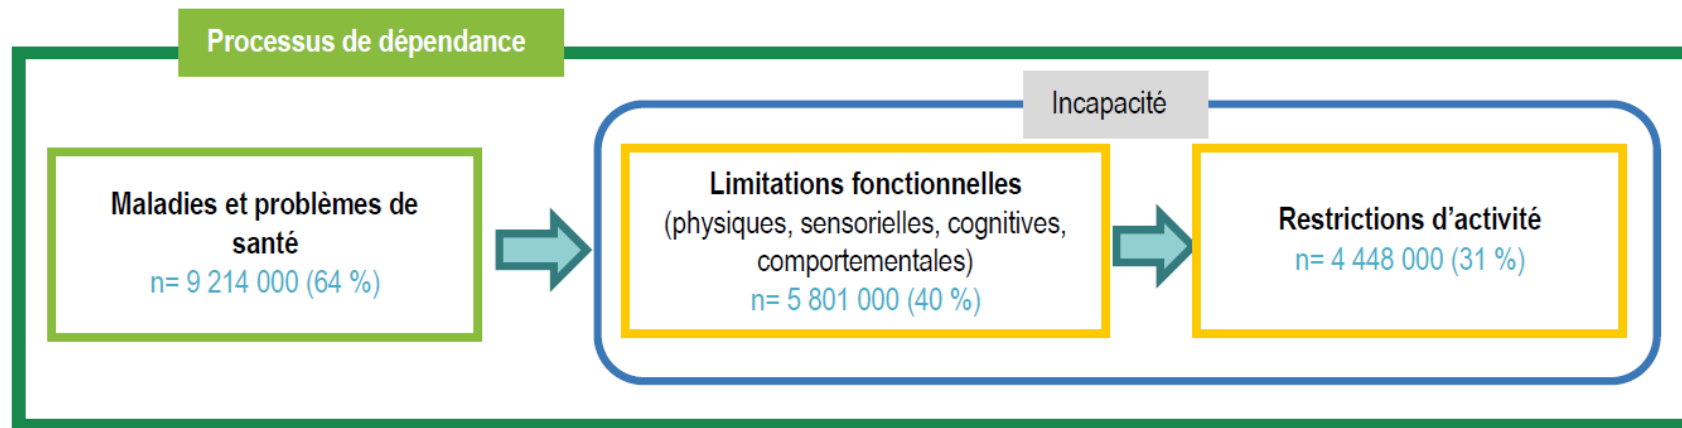 Processus de dépendance
Incapacité
Maladies et problèmes de
santé
n= 9 214 000 (64 %)
Limitations fonctionnelles
(physiques, sensorielles, cognitives,
comportementales)
n= 5 801 000 (40 %)
Restrictions d’activité
n= 4 448 000 (31 %)